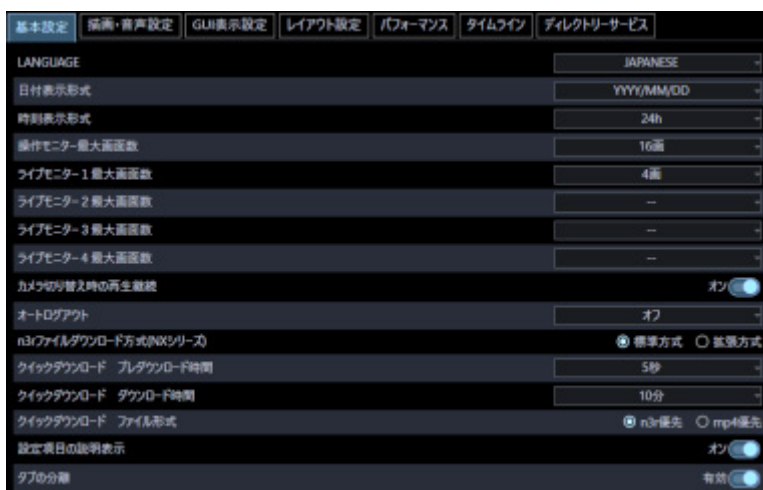 基本設定 描画・音声設定 GUI表示設定 レイアウト設定 パフォーマンス タイムライン ディレクトリーサービス
LANGUAGE JAPANESE
日付表示形式 YYYY/MM/DD
時刻表示形式 24h
操作モニター最大画面数 16画
ライブモニター1最大画面数 4画
ライブモニター2最大画面数 --
ライブモニター3最大画面数 --
ライブモニター4最大画面数 --
カメラ切り替え時の再生継続 オン
オートログアウト オフ
n3rファイルダウンロード方式(NXシリーズ) 標準方式 拡張方式
クイックダウンロード プレダウンロード時間 5秒
クイックダウンロード ダウンロード時間 10分
クイックダウンロード ファイル形式 n3r優先 mp4優先
設定項目の説明表示 オン
タブの分離 有効